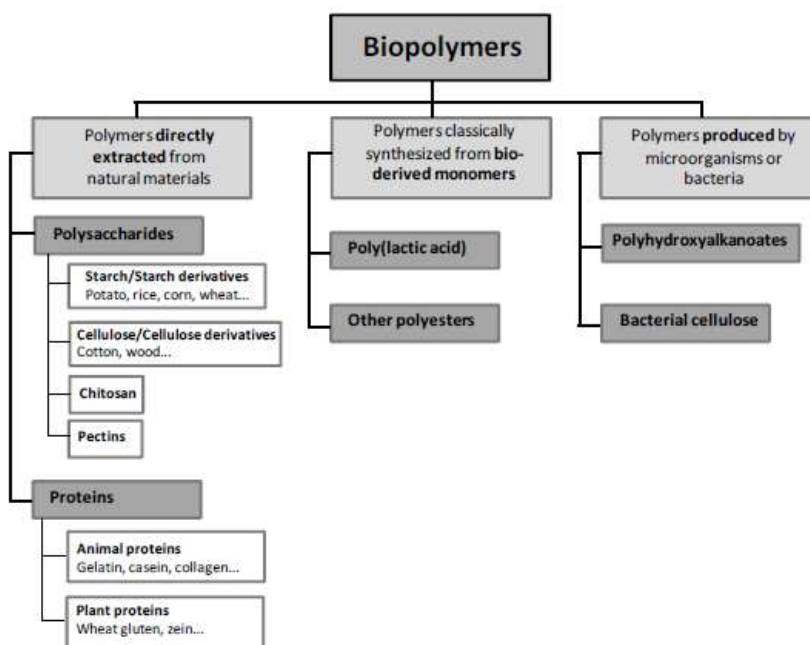 Biopolymers
Polymers directly
extracted from
natural materials
Polysaccharides
Starch/Starch derivatives
Potato, rice, corn, wheat...
Cellulose/Cellulose derivatives
Cotton, wood...
Chitosan
Pectins
Proteins
Animal proteins
Gelatin, casein, collagen...
Plant proteins
Wheat gluten, zein...
Polymers classically
synthesized from bio-
derived monomers
Poly(lactic acid)
Other polyesters
Polymers produced by
microorganisms or
bacteria
Polyhydroxyalkanoates
Bacterial cellulose